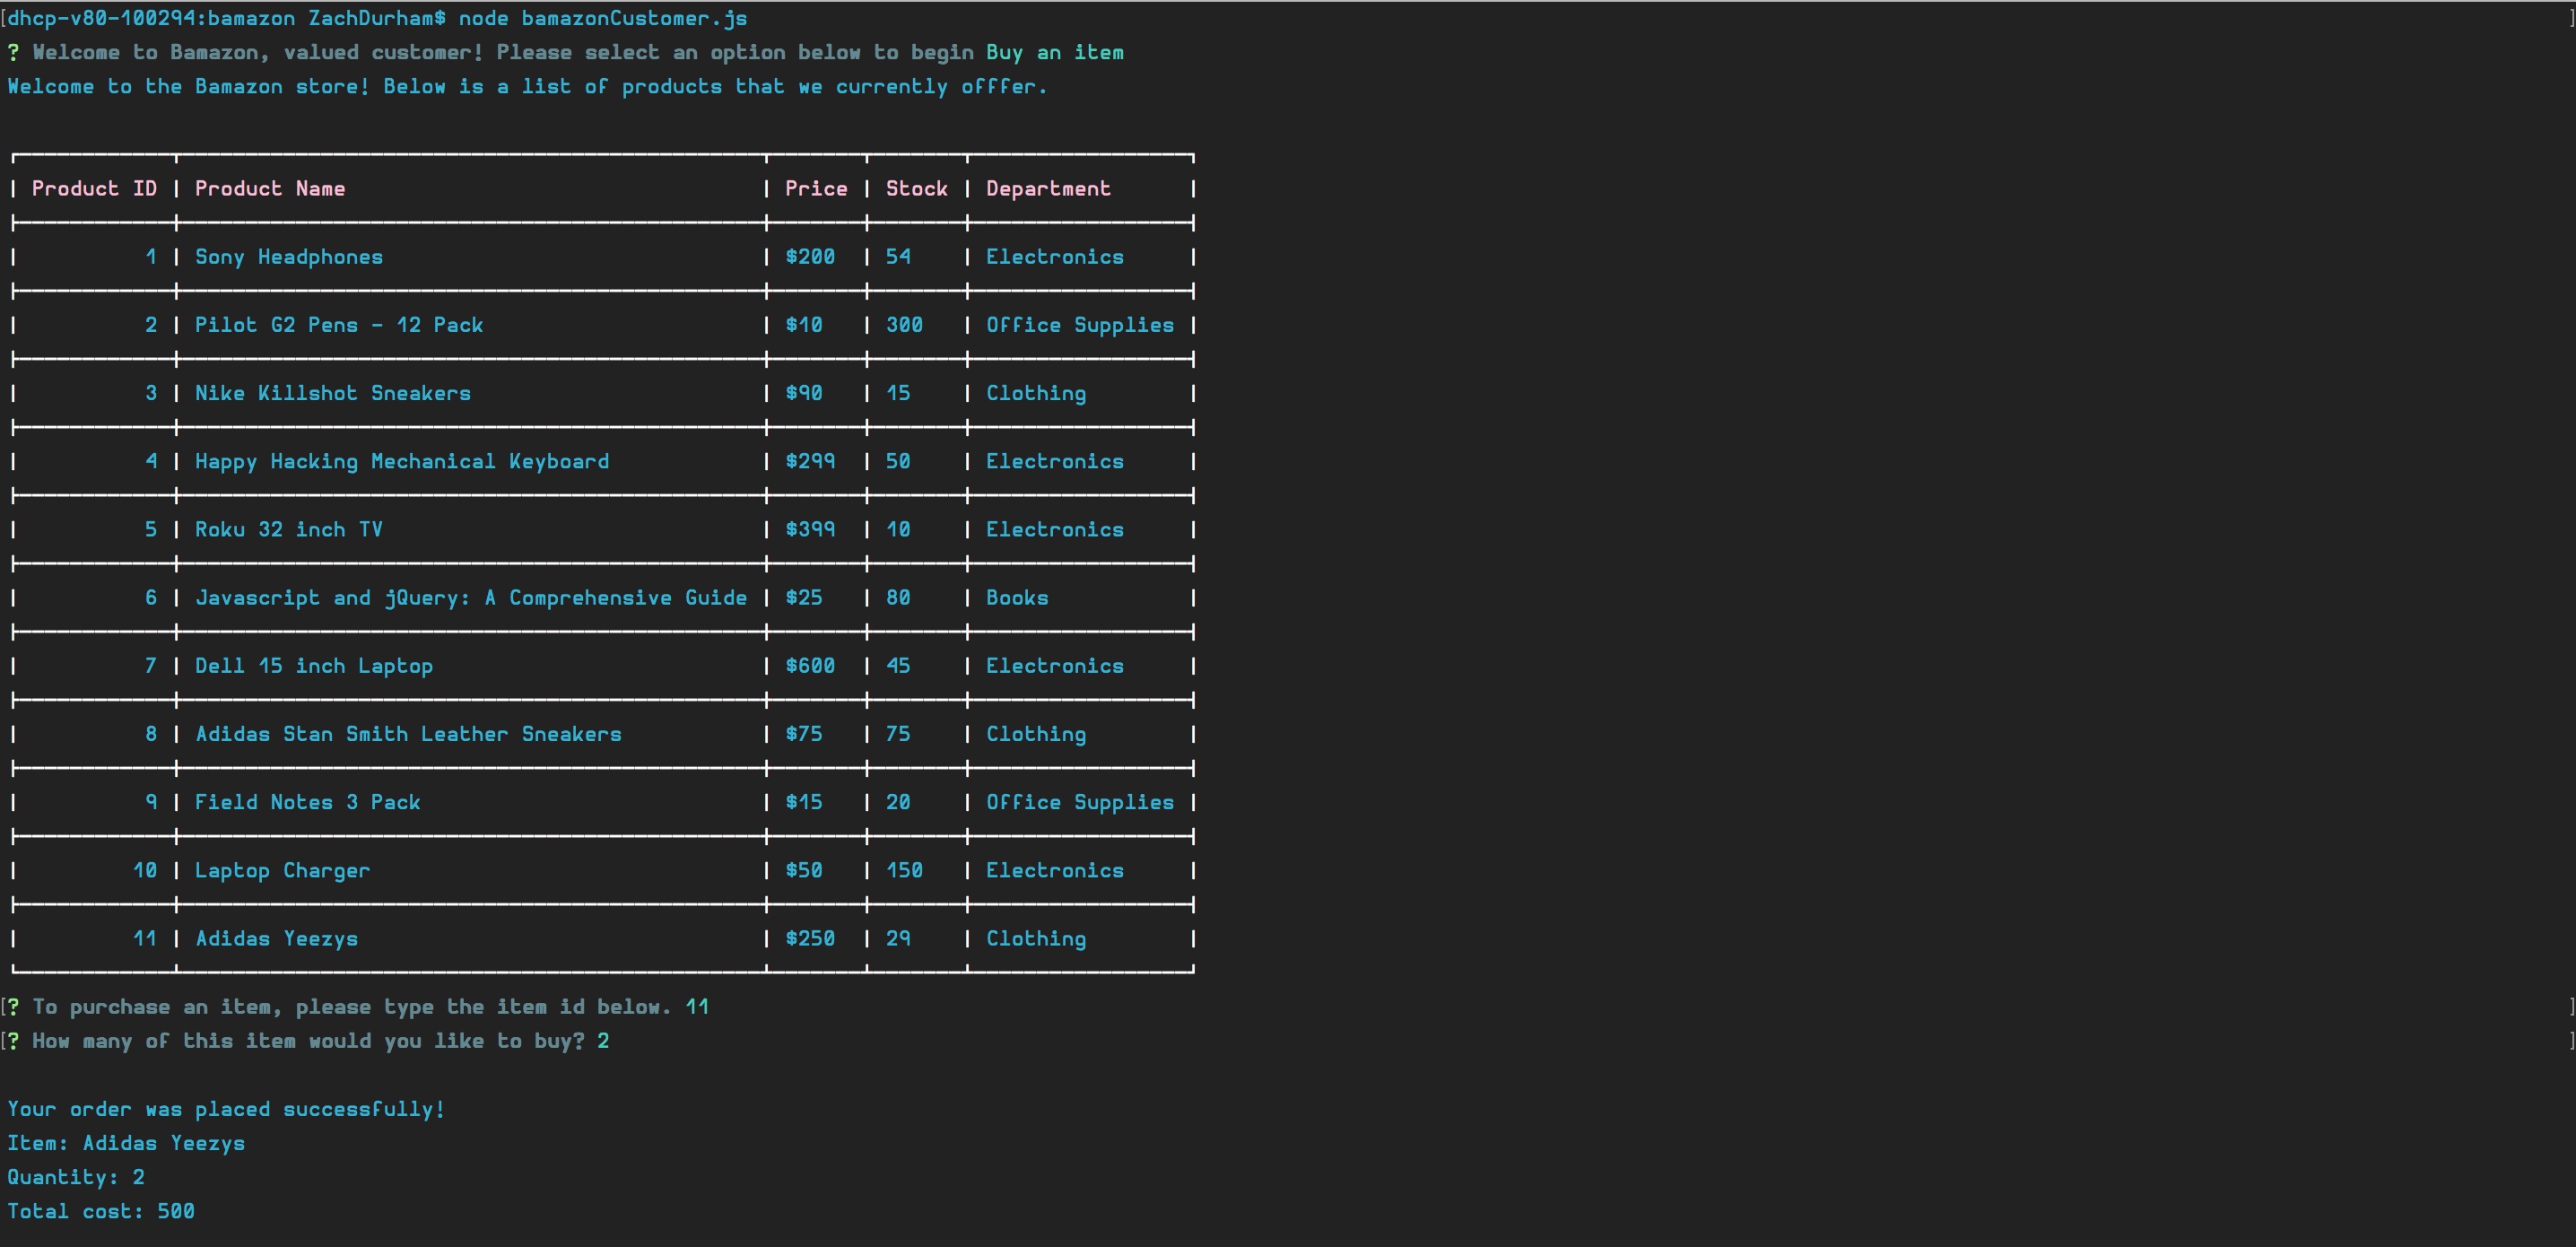 [dhcp-v80-100294:bamazon ZachDurham$ node bamazonCustomer.js ]
? Welcome to Bamazon, valued customer! Please select an option below to begin Buy an item
Welcome to the Bamazon store! Below is a list of products that we currently offfer.
| Product ID | Product Name | Price | Stock | Department |
| 1 | Sony Headphones | $200 | 54 | Electronics |
| 2 | Pilot G2 Pens - 12 Pack | $10 | 300 | Office Supplies |
| 3 | Nike Killshot Sneakers | $90 | 15 | Clothing |
| 4 | Happy Hacking Mechanical Keyboard | $299 | 50 | Electronics |
| 5 | Roku 32 inch TV | $399 | 10 | Electronics |
| 6 | Javascript and jQuery: A Comprehensive Guide | $25 | 80 | Books |
| 7 | Dell 15 inch Laptop | $600 | 45 | Electronics |
| 8 | Adidas Stan Smith Leather Sneakers | $75 | 75 | Clothing |
| 9 | Field Notes 3 Pack | $15 | 20 | Office Supplies |
| 10 | Laptop Charger | $50 | 150 | Electronics |
| 11 | Adidas Yeezys | $250 | 29 | Clothing |
[? To purchase an item, please type the item id below. 11 ]
[? How many of this item would you like to buy? 2 ]
Your order was placed successfully!
Item: Adidas Yeezys
Quantity: 2
Total cost: 500